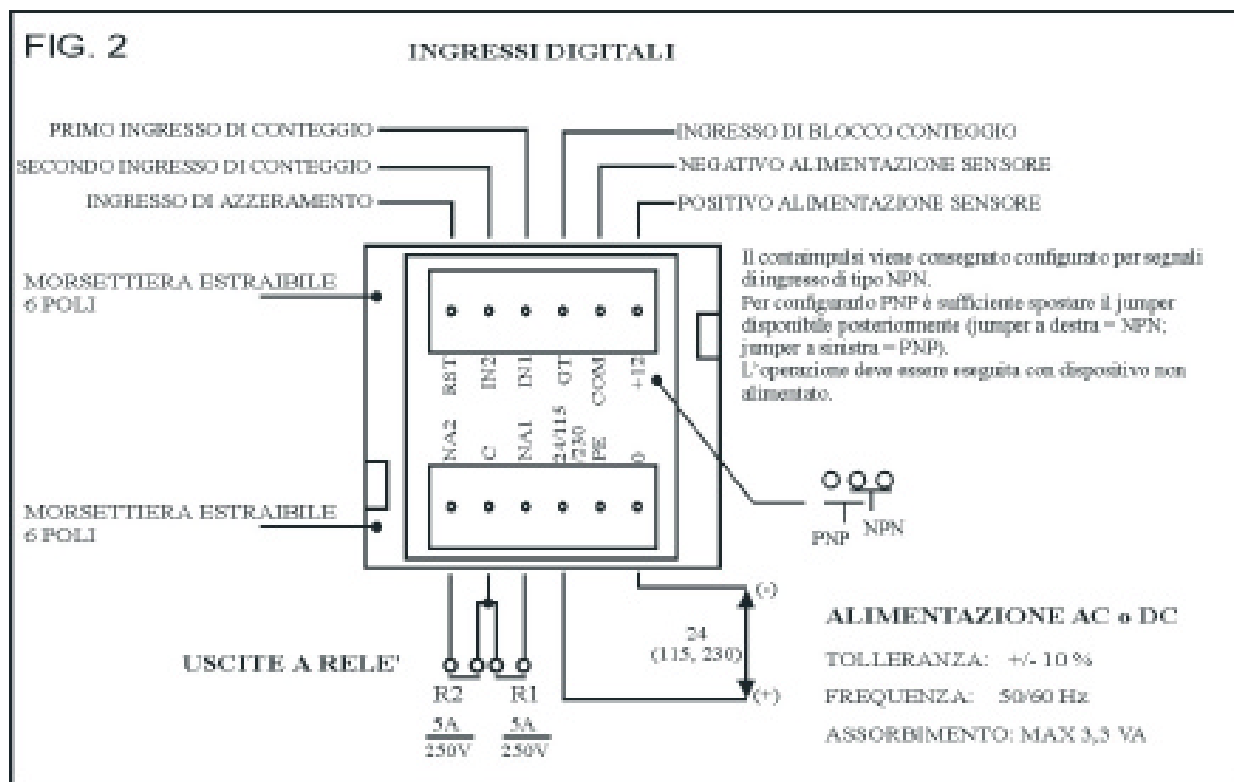 FIG. 2
INGRESSI DIGITALI
PRIMO INGRESSO DI CONTEGGIO
SECONDO INGRESSO DI CONTEGGIO
INGRESSO DI AZZERAMENTO
INGRESSO DI BLOCCO CONTEGGIO
NEGATIVO ALIMENTAZIONE SENSORE
POSITIVO ALIMENTAZIONE SENSORE
MORSETTIERA ESTRAIBILE
6 POLI
Il contaimpulsi viene consegnato configurato per segnali
di ingresso di tipo NPN.
Per configurarlo PNP è sufficiente spostare il jumper
disponibile posteriormente (jumper a destra = NPN;
jumper a sinistra = PNP).
L'operazione deve essere eseguita con dispositivo non
alimentato.
RST
IN2
IN1
GT
COM
+12
NA2
C
NA1
24/115
/230
PE
0
MORSETTIERA ESTRAIBILE
6 POLI
PNP
NPN
(-)
24
(115, 230)
(+)
USCITE A RELE'
R2
R1
5A
250V
5A
250V
ALIMENTAZIONE AC o DC
TOLLERANZA: +/- 10 %
FREQUENZA: 50/60 Hz
ASSORBIMENTO: MAX 3,3 VA